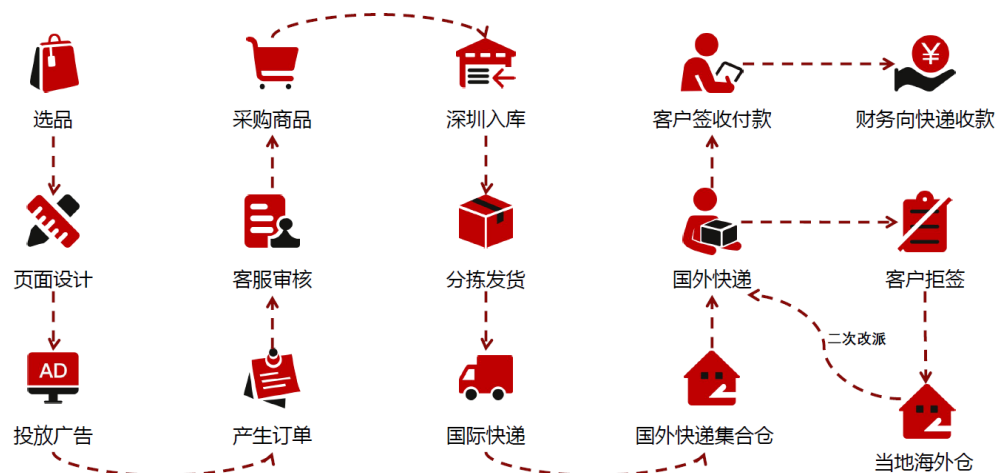 选品
采购商品
深圳入库
客户签收付款
¥
财务向快递收款
页面设计
客服审核
分拣发货
国外快递
客户拒签
二次改派
AD
投放广告
产生订单
国际快递
国外快递集合仓
当地海外仓